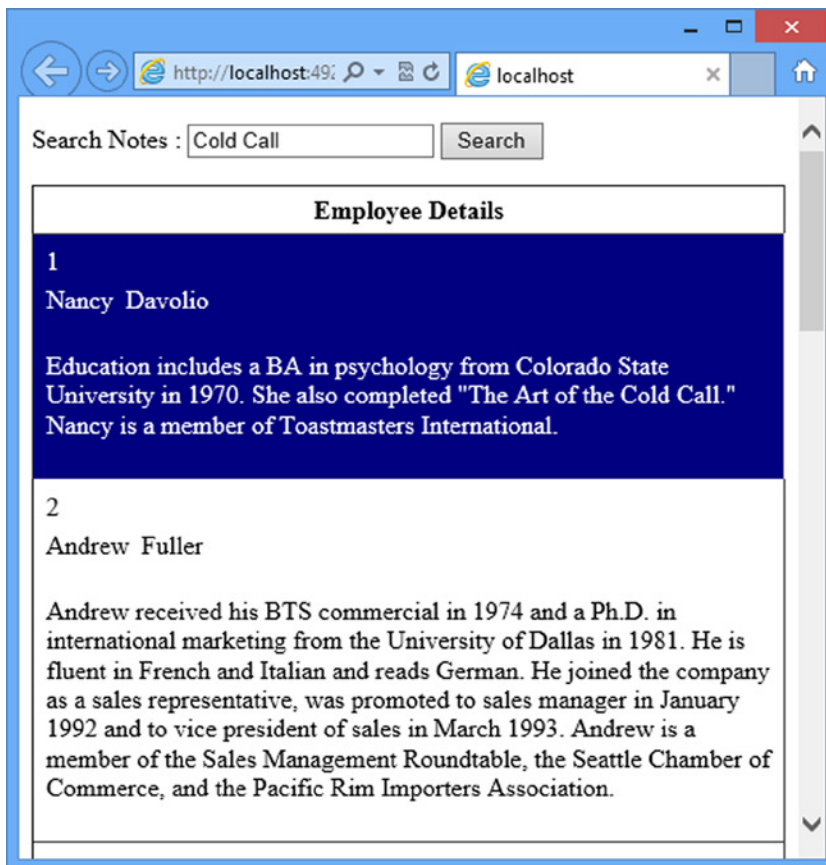 http://localhost:49
localhost
Search Notes : Cold Call Search
Employee Details
1
Nancy Davolio
Education includes a BA in psychology from Colorado State
University in 1970. She also completed "The Art of the Cold Call."
Nancy is a member of Toastmasters International.
2
Andrew Fuller
Andrew received his BTS commercial in 1974 and a Ph.D. in
international marketing from the University of Dallas in 1981. He is
fluent in French and Italian and reads German. He joined the company
as a sales representative, was promoted to sales manager in January
1992 and to vice president of sales in March 1993. Andrew is a
member of the Sales Management Roundtable, the Seattle Chamber of
Commerce, and the Pacific Rim Importers Association.